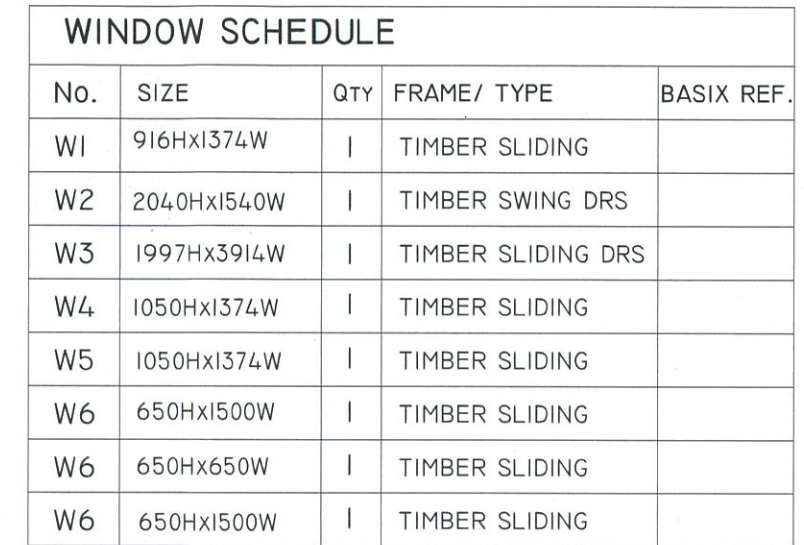 WINDOW SCHEDULE
No. SIZE QTY FRAME/ TYPE BASIX REF.
W1 916Hx1374W 1 TIMBER SLIDING
W2 2040Hx1540W 1 TIMBER SWING DRS
W3 1997Hx3914W 1 TIMBER SLIDING DRS
W4 1050Hx1374W 1 TIMBER SLIDING
W5 1050Hx1374W 1 TIMBER SLIDING
W6 650Hx1500W 1 TIMBER SLIDING
W6 650Hx650W 1 TIMBER SLIDING
W6 650Hx1500W 1 TIMBER SLIDING